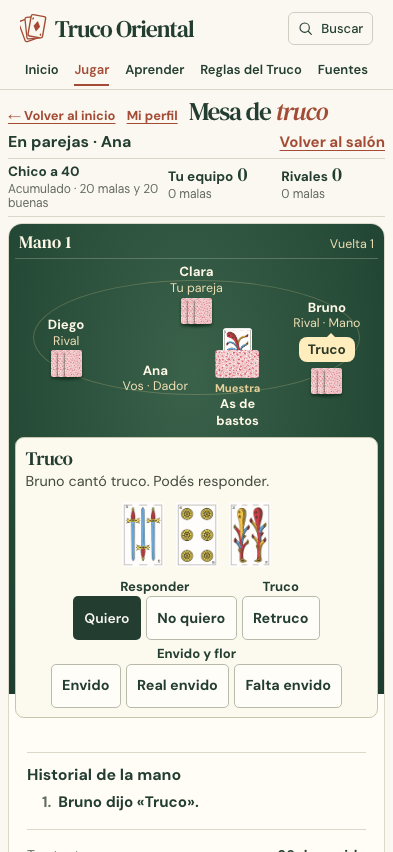 Truco Oriental
Buscar
Inicio Jugar Aprender Reglas del Truco Fuentes
← Volver al inicio Mi perfil Mesa de truco
En parejas · Ana Volver al salón
Chico a 40
Acumulado · 20 malas y 20
buenas
Tu equipo 0
0 malas
Rivales 0
0 malas
Mano 1 Vuelta 1
Clara
Tu pareja
Bruno
Rival · Mano
Truco
Diego
Rival
Ana
Vos · Dador
Muestra
As de
bastos
Truco
Bruno cantó truco. Podés responder.
Responder Truco
Quiero No quiero Retruco
Envido y flor
Envido Real envido Falta envido
Historial de la mano
1. Bruno dijo «Truco».